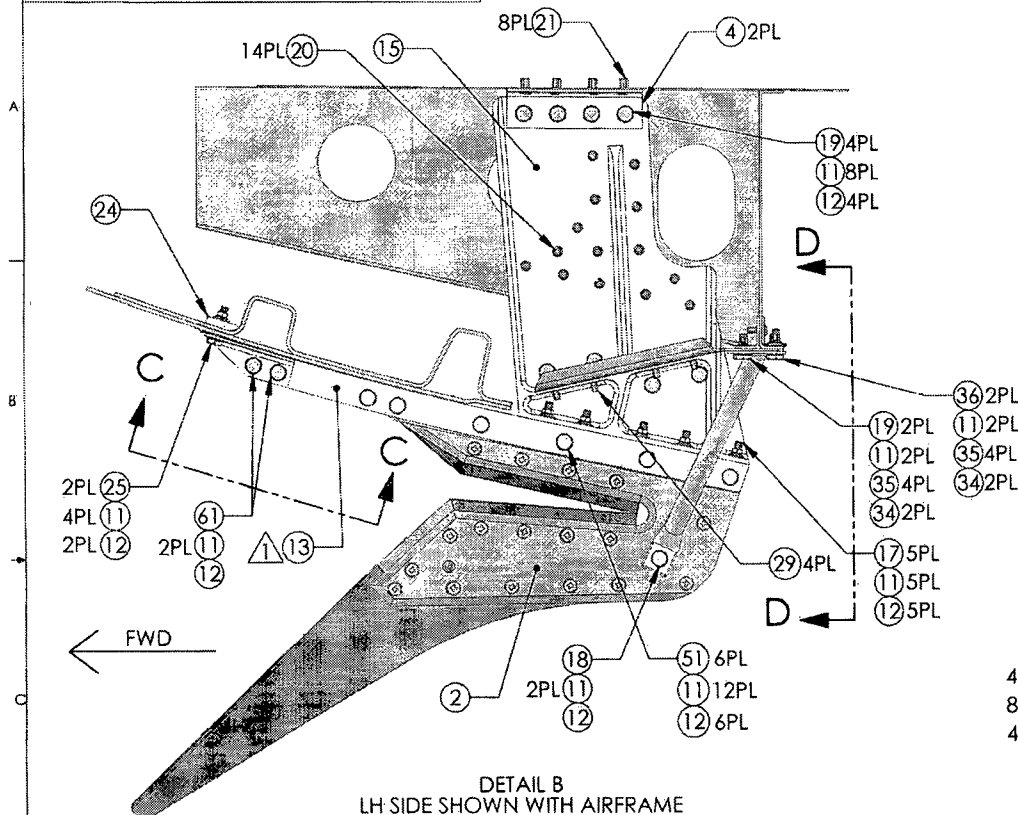 8PL 21
4 2PL
14PL 20
15
A
19 4PL
11 8PL
12 4PL
24
D
C
B
36 2PL
11 2PL
35 4PL
34 2PL
19 2PL
11 2PL
35 4PL
34 2PL
C
2PL 25
4PL 11
2PL 12
61
2PL 11
12
1 13
29 4PL
17 5PL
11 5PL
12 5PL
D
FWD
2
18
2PL 11
12
51 6PL
11 12PL
12 6PL
C
4
8
4
DETAIL B
LH SIDE SHOWN WITH AIRFRAME